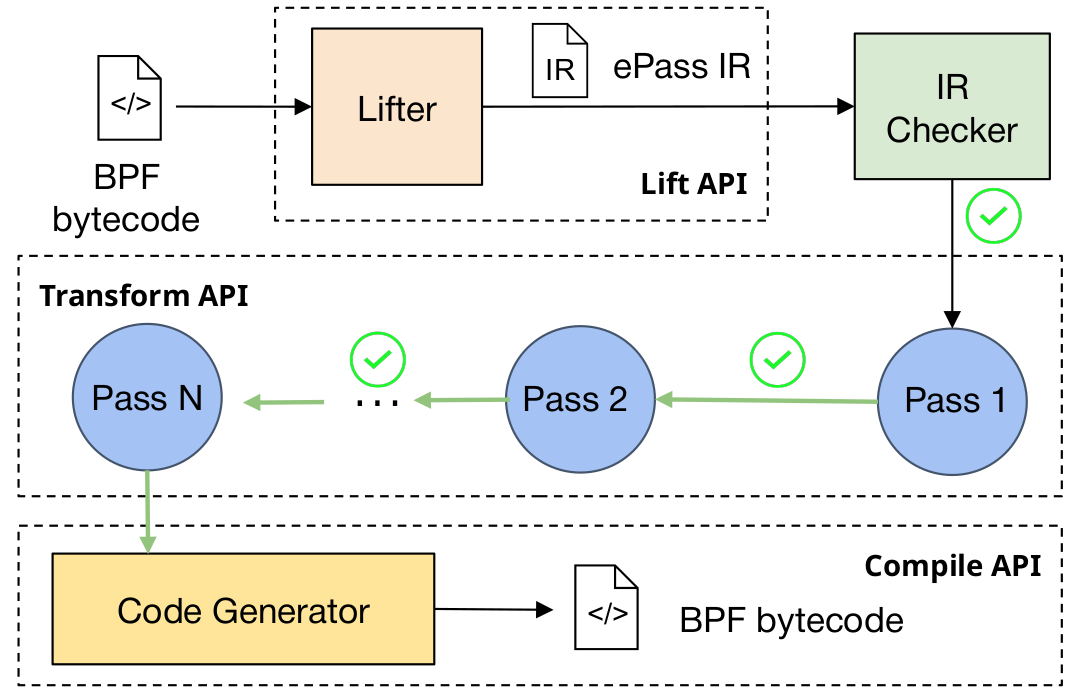 </>
BPF
bytecode
Lifter
IR
ePass IR
Lift API
IR
Checker
Transform API
Pass N
...
Pass 2
Pass 1
Compile API
Code Generator
</>
BPF bytecode